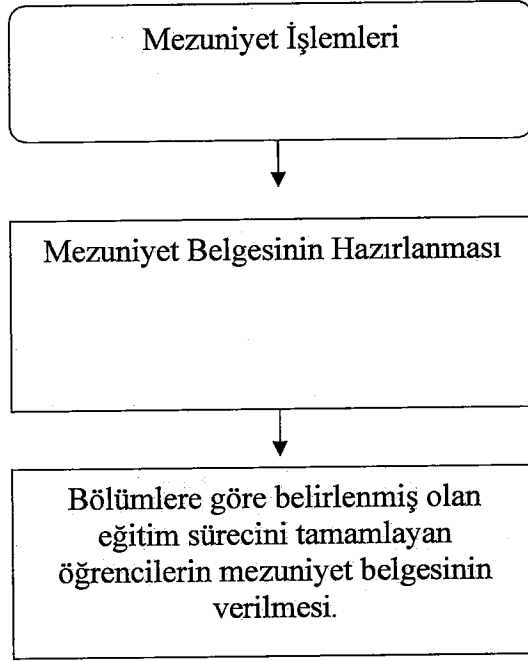 Mezuniyet İşlemleri
Mezuniyet Belgesinin Hazırlanması
Bölümlere göre belirlenmiş olan
eğitim sürecini tamamlayan
öğrencilerin mezuniyet belgesinin
verilmesi.